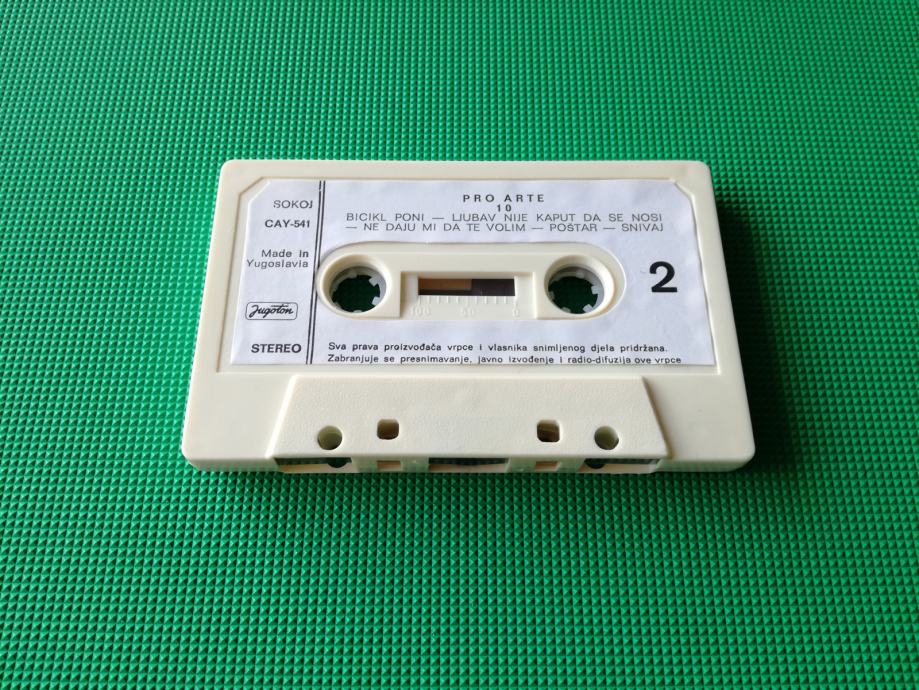 SOKOJ
CAY-541
Made in
Yugoslavia
Jugoton
STEREO
PRO ARTE
10
BICIKL PONI — LJUBAV NIJE KAPUT DA SE NOSI
— NE DAJU MI DA TE VOLIM — POŠTAR — SNIVAJ
2
100 50 0
Sva prava proizvođača vrpce i vlasnika snimljenog djela pridržana.
Zabranjuje se presnimavanje, javno izvođenje i radio-difuzija ove vrpce